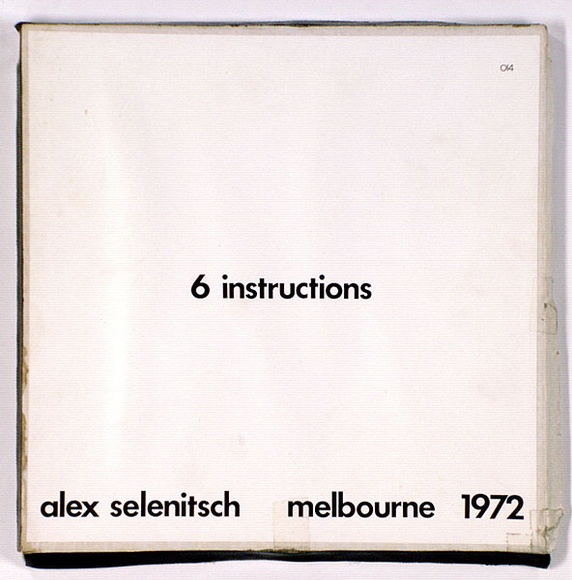 014
6 instructions
alex selenitsch melbourne 1972